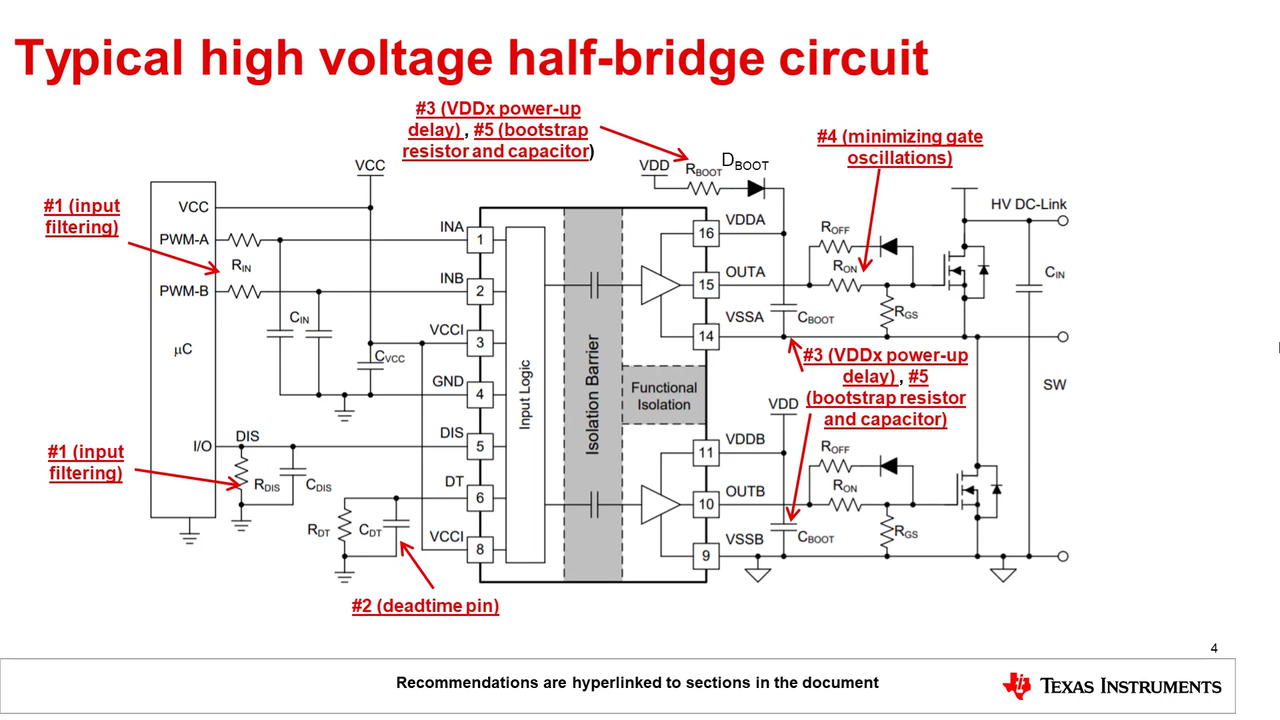 Typical high voltage half-bridge circuit
#3 (VDDx power-up
delay) , #5 (bootstrap
resistor and capacitor)
#4 (minimizing gate
oscillations)
VCC
VDD
RBOOT
DBOOT
#1 (input
filtering)
VCC
PWM-A
RIN
PWM-B
CIN
CVCC
µC
I/O
DIS
#1 (input
filtering)
RDIS
CDIS
RDT
CDT
#2 (deadtime pin)
INA
1
INB
2
VCCI
3
GND
4
DIS
5
DT
6
VCCI
8
Input Logic
Isolation Barrier
Functional
Isolation
16
VDDA
15
OUTA
14
VSSA
11
VDDB
10
OUTB
9
VSSB
CBOOT
ROFF
RON
RGS
HV DC-Link
CIN
SW
#3 (VDDx power-up
delay) , #5
(bootstrap resistor
and capacitor)
VDD
ROFF
RON
RGS
CBOOT
4
Recommendations are hyperlinked to sections in the document
TEXAS INSTRUMENTS